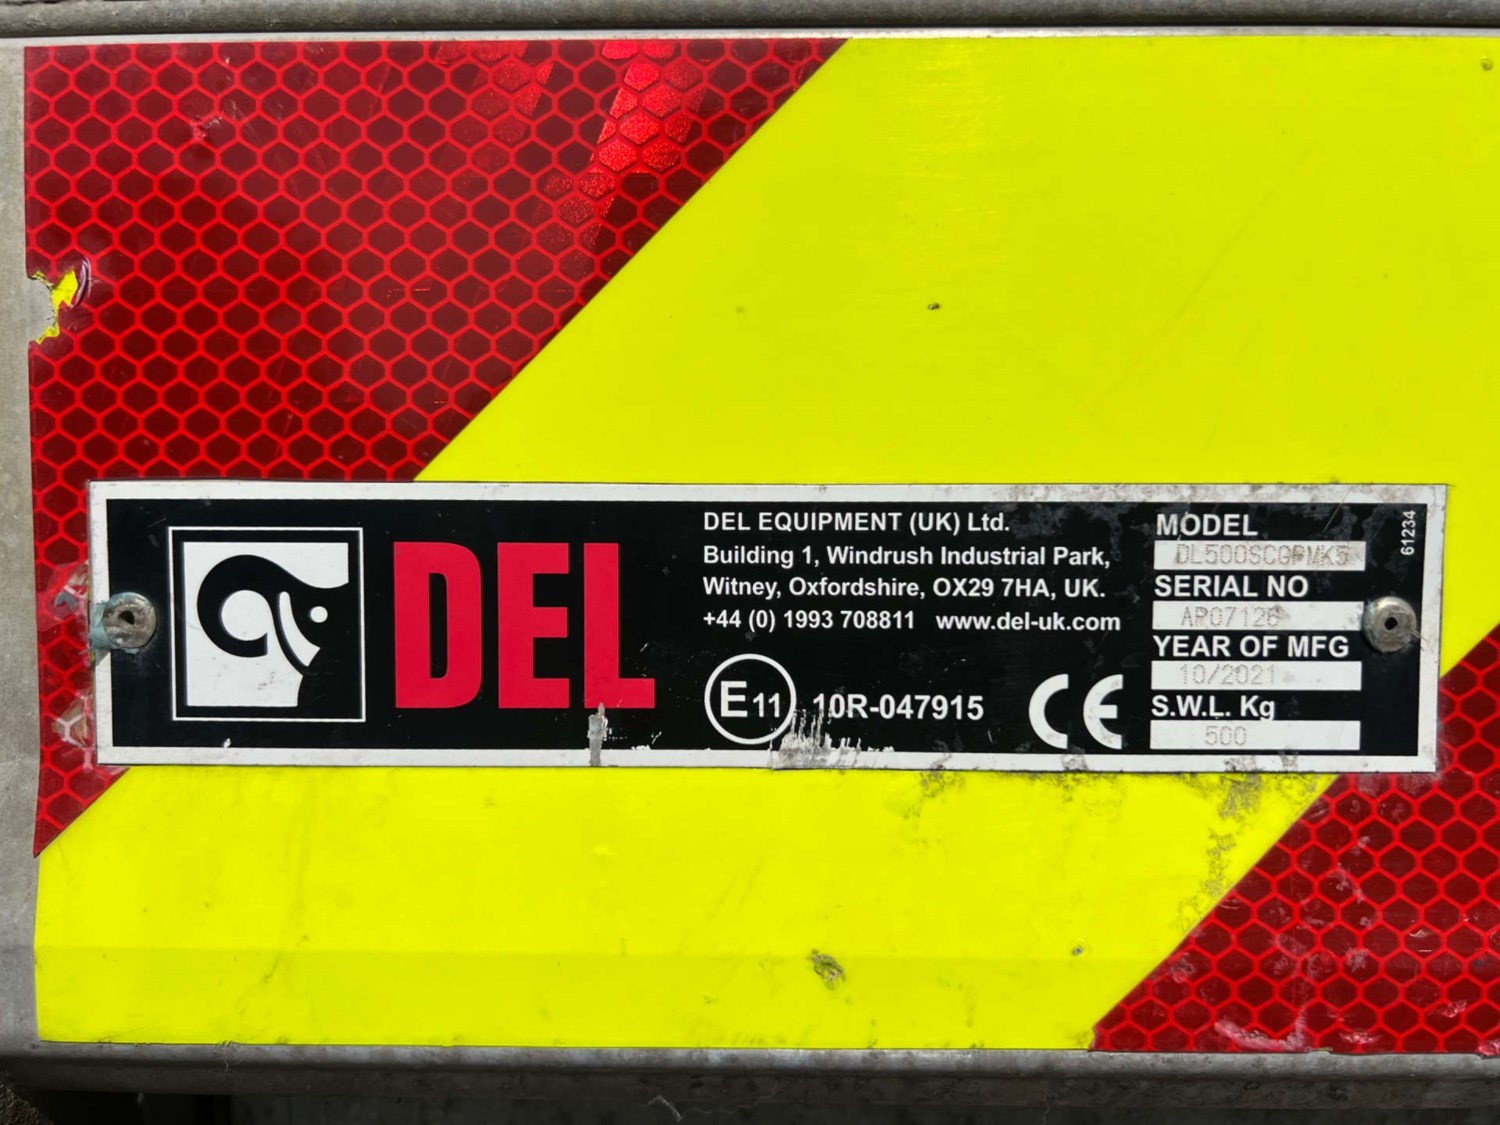 DEL
DEL EQUIPMENT (UK) Ltd.
Building 1, Windrush Industrial Park,
Witney, Oxfordshire, OX29 7HA, UK.
+44 (0) 1993 708811 www.del-uk.com
E11 10R-047915
CE
MODEL
SERIAL NO
AP07126
YEAR OF MFG
10/2021
S.W.L. Kg
500
61234